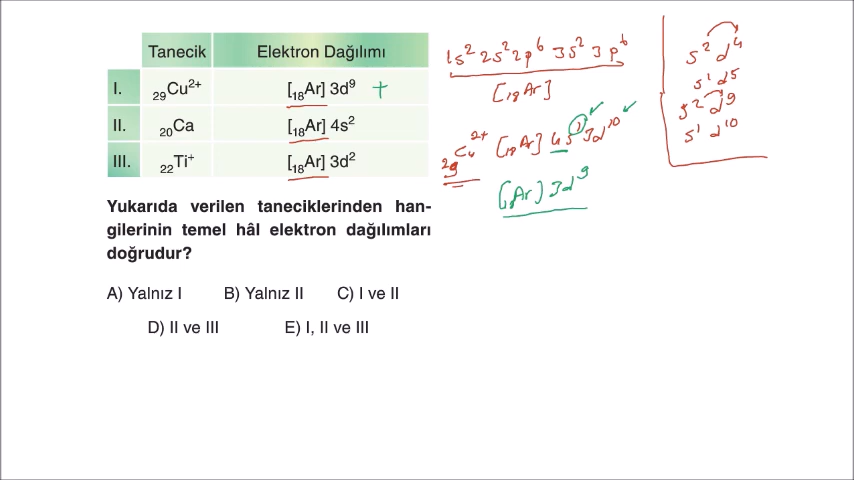 Tanecik Elektron Dağılımı
I. ₂₉Cu²⁺ [₁₈Ar] 3d⁹ +
II. ₂₀Ca [₁₈Ar] 4s²
III. ₂₂Ti⁺ [₁₈Ar] 3d²
Yukarıda verilen taneciklerinden han-
gilerinin temel hâl elektron dağılımları
doğrudur?
A) Yalnız I B) Yalnız II C) I ve II
D) II ve III E) I, II ve III
1s² 2s² 2p⁶ 3s² 3p⁶
[₁₈Ar]
₂₉Cu²⁺ [₁₈Ar] 4s¹ 3d¹⁰
[₁₈Ar] 3d⁹
s² d⁴
s¹ d⁵
s² d⁹
s¹ d¹⁰